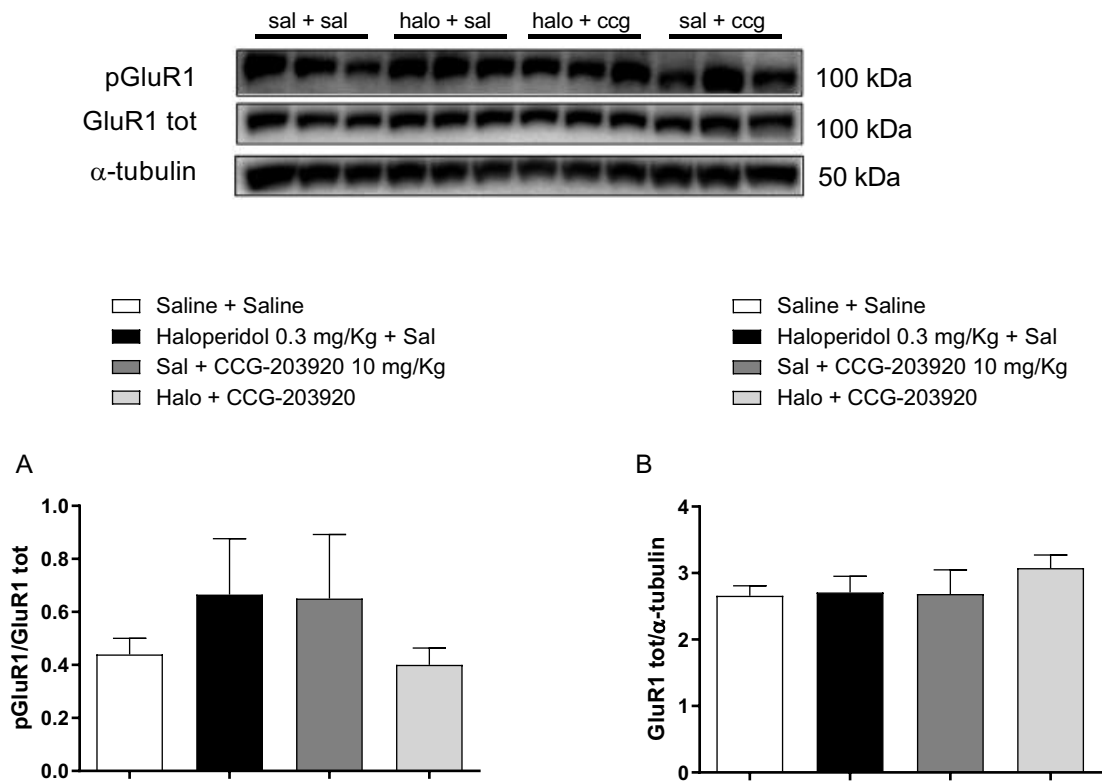 sal + sal halo + sal halo + ccg sal + ccg
pGluR1 100 kDa
GluR1 tot 100 kDa
α-tubulin 50 kDa
Saline + Saline
Haloperidol 0.3 mg/Kg + Sal
Sal + CCG-203920 10 mg/Kg
Halo + CCG-203920
Saline + Saline
Haloperidol 0.3 mg/Kg + Sal
Sal + CCG-203920 10 mg/Kg
Halo + CCG-203920
A
pGluR1/GluR1 tot
1.0
0.8
0.6
0.4
0.2
0.0
B
GluR1 tot/α-tubulin
4
3
2
1
0